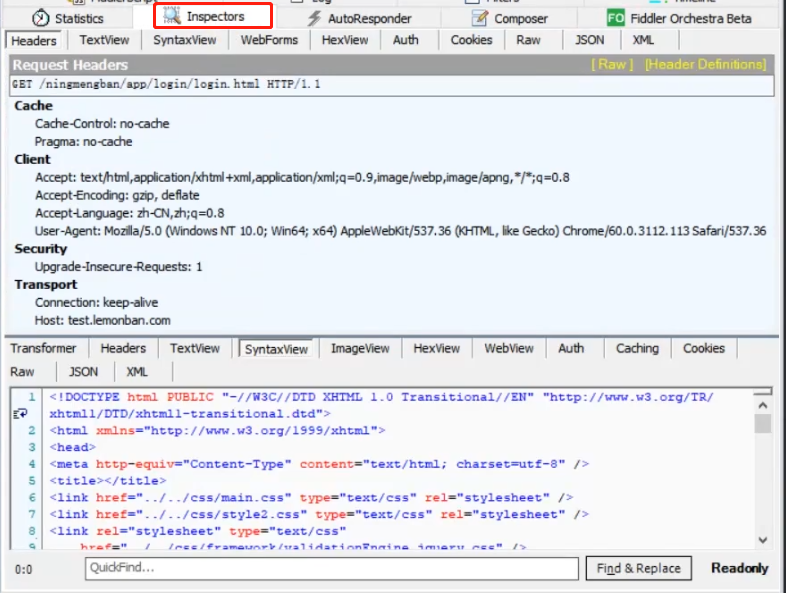 Statistics Inspectors AutoResponder Composer FO Fiddler Orchestra Beta
Headers TextView SyntaxView WebForms HexView Auth Cookies Raw JSON XML
Request Headers [ Raw ] [Header Definitions]
GET /ningmengban/app/login/login.html HTTP/1.1
Cache
Cache-Control: no-cache
Pragma: no-cache
Client
Accept: text/html,application/xhtml+xml,application/xml;q=0.9,image/webp,image/apng,*/*;q=0.8
Accept-Encoding: gzip, deflate
Accept-Language: zh-CN,zh;q=0.8
User-Agent: Mozilla/5.0 (Windows NT 10.0; Win64; x64) AppleWebKit/537.36 (KHTML, like Gecko) Chrome/60.0.3112.113 Safari/537.36
Security
Upgrade-Insecure-Requests: 1
Transport
Connection: keep-alive
Host: test.lemonban.com
Transformer Headers TextView SyntaxView ImageView HexView WebView Auth Caching Cookies
Raw JSON XML
1 <!DOCTYPE html PUBLIC "-//W3C//DTD XHTML 1.0 Transitional//EN" "http://www.w3.org/TR/
xhtml1/DTD/xhtml1-transitional.dtd">
2 <html xmlns="http://www.w3.org/1999/xhtml">
3 <head>
4 <meta http-equiv="Content-Type" content="text/html; charset=utf-8" />
5 <title></title>
6 <link href="../../css/main.css" type="text/css" rel="stylesheet" />
7 <link href="../../css/style2.css" type="text/css" rel="stylesheet" />
8 <link rel="stylesheet" type="text/css"
9 href="../../css/framework/validationEngine.jquery.css" />
0:0 QuickFind... Find & Replace Readonly